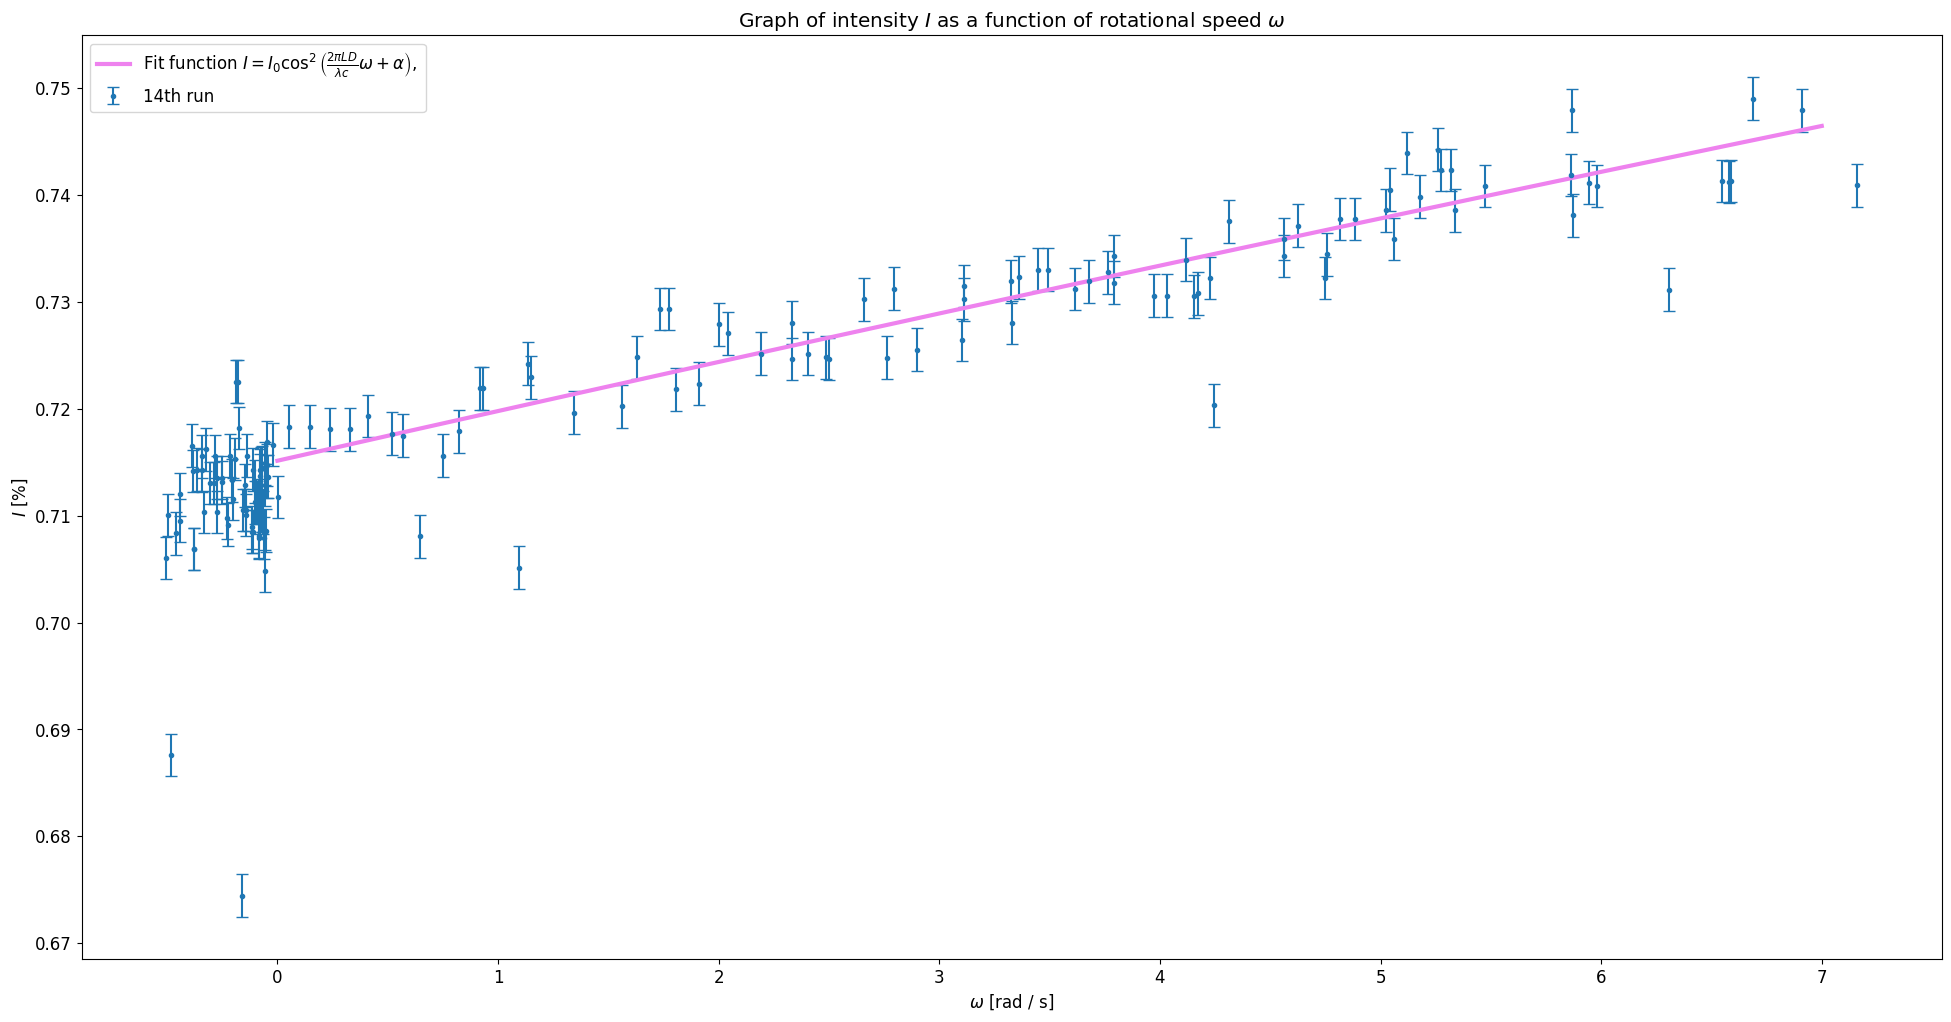 Graph of intensity I as a function of rotational speed ω
Fit function I = I₀cos²(2πLD/λc ω + α),
14th run
I [%]
0.75
0.74
0.73
0.72
0.71
0.70
0.69
0.68
0.67
0 1 2 3 4 5 6 7
ω [rad / s]